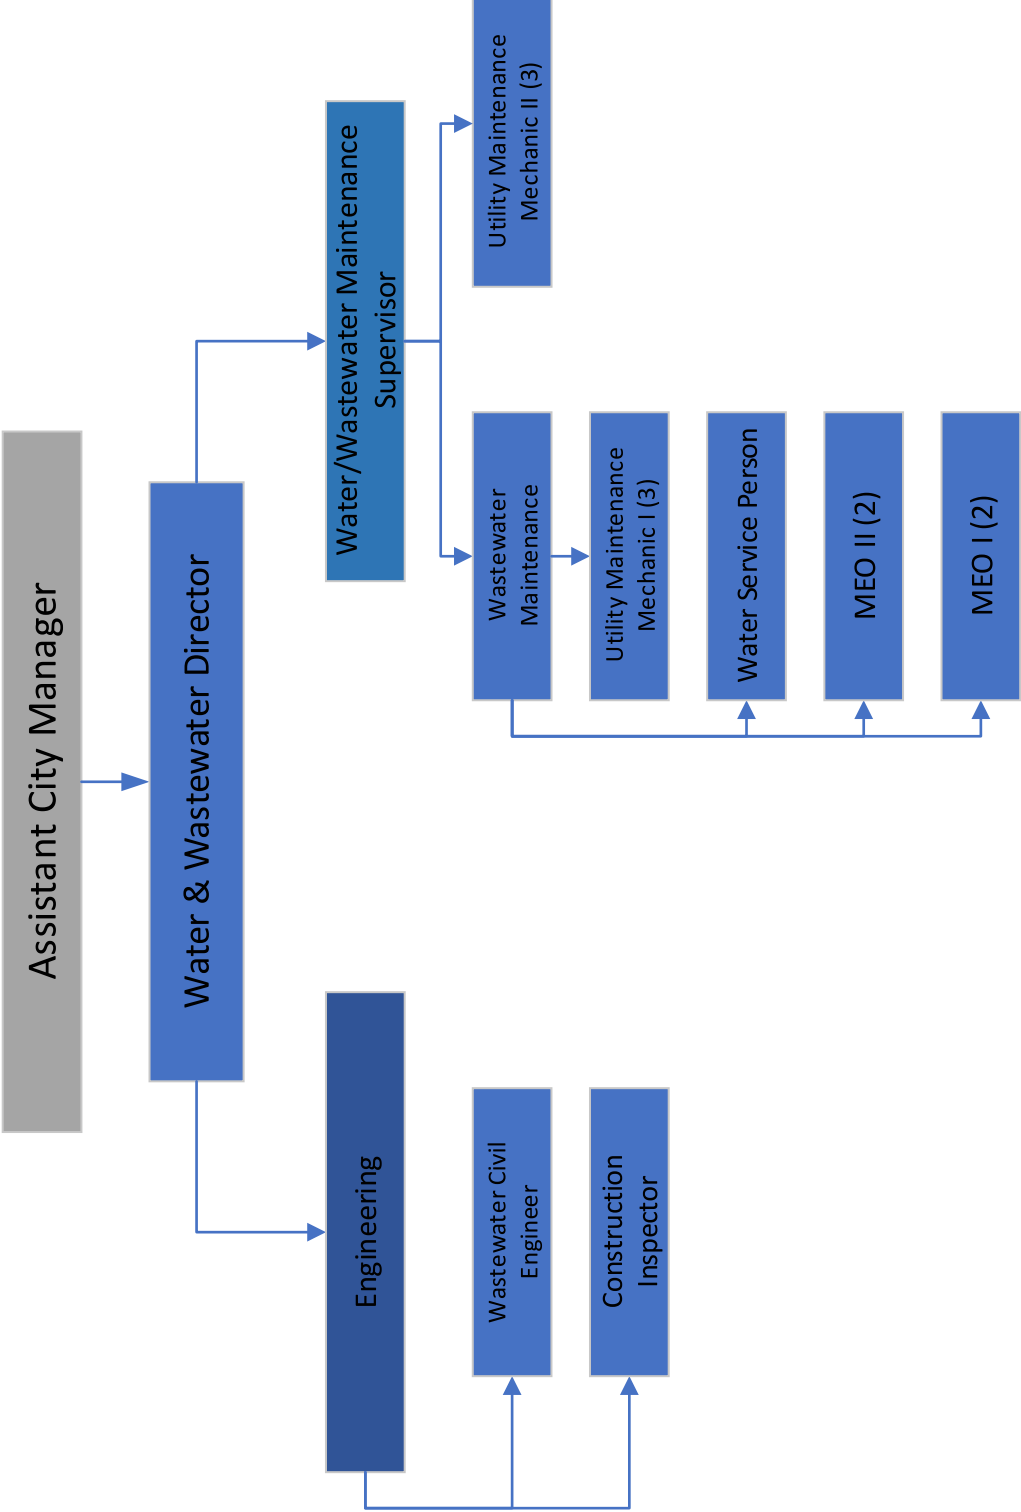 Assistant City Manager
Water & Wastewater Director
Engineering
Water/Wastewater Maintenance
Supervisor
Wastewater Civil
Engineer
Construction
Inspector
Wastewater
Maintenance
Utility Maintenance
Mechanic II (3)
Utility Maintenance
Mechanic I (3)
Water Service Person
MEO II (2)
MEO I (2)